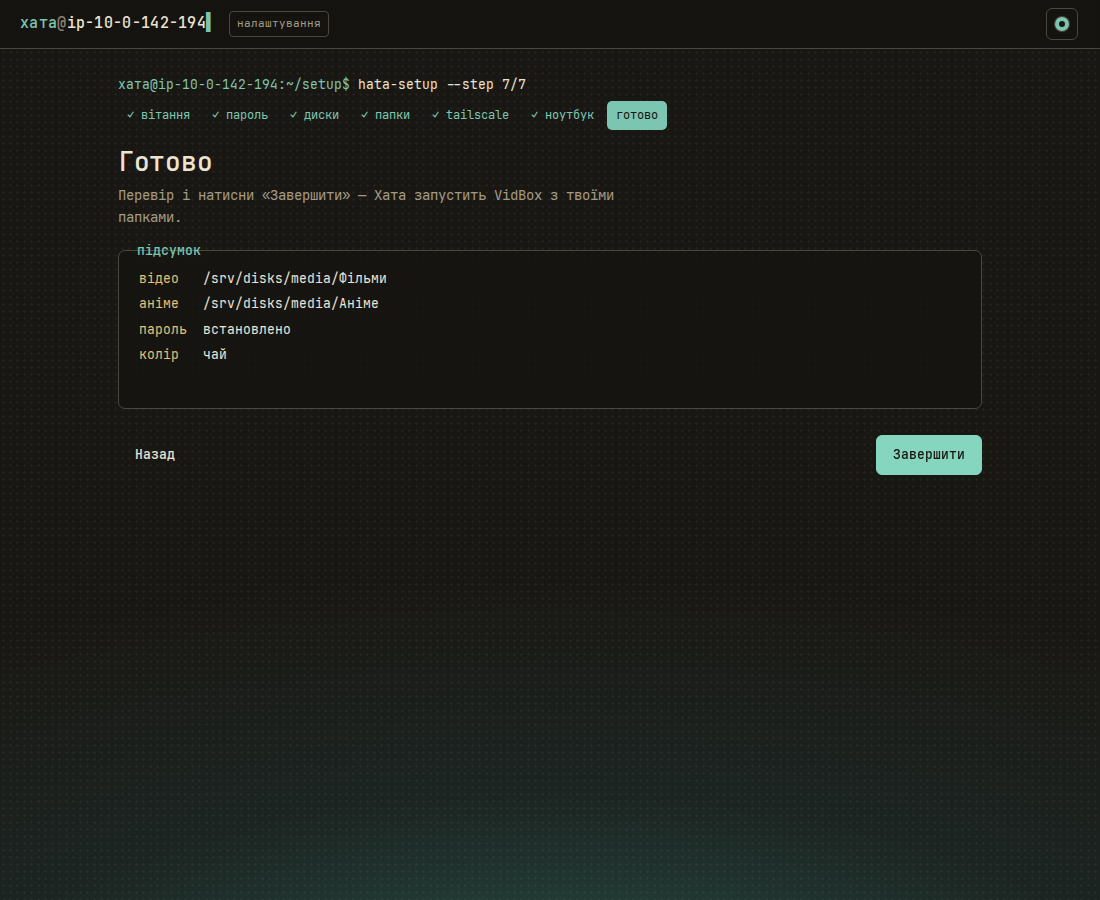 хата@ip-10-0-142-194 налаштування
хата@ip-10-0-142-194:~/setup$ hata-setup --step 7/7
✓ вітання ✓ пароль ✓ диски ✓ папки ✓ tailscale ✓ ноутбук готово
Готово
Перевір і натисни «Завершити» — Хата запустить VidBox з твоїми
папками.
підсумок
відео /srv/disks/media/Фільми
аніме /srv/disks/media/Аніме
пароль встановлено
колір чай
Назад Завершити